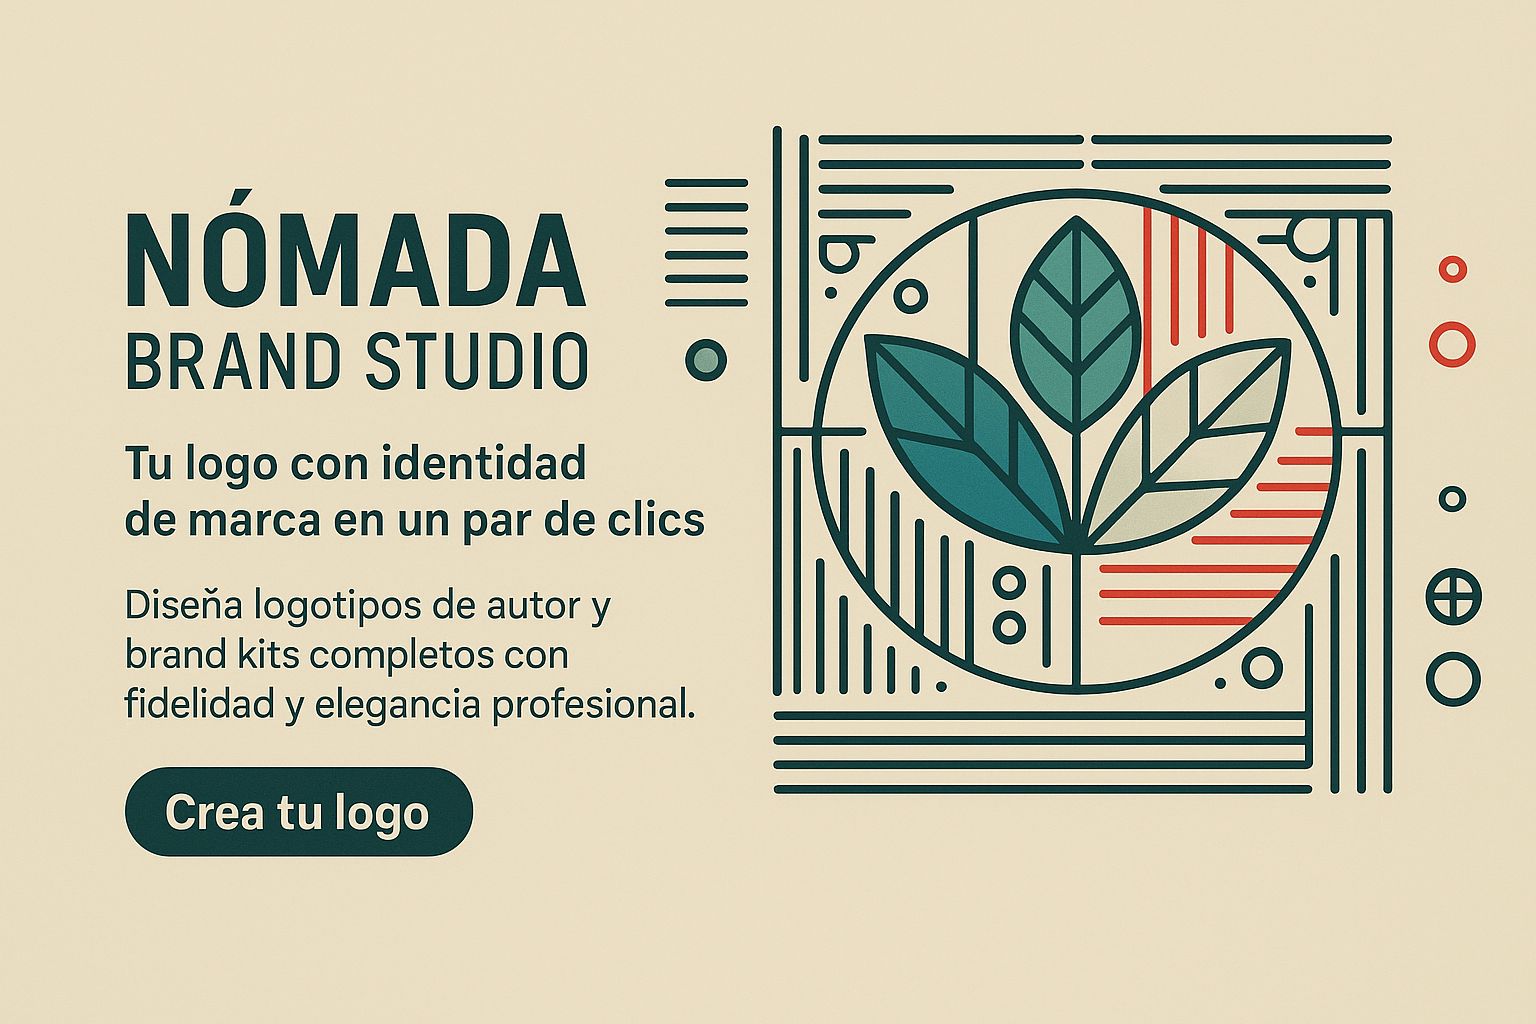 NÓMADA
BRAND STUDIO
Tu logo con identidad
de marca en un par de clics
Diseňa logotipos de autor y
brand kits completos con
fidelidad y elegancia profesional.
Crea tu logo